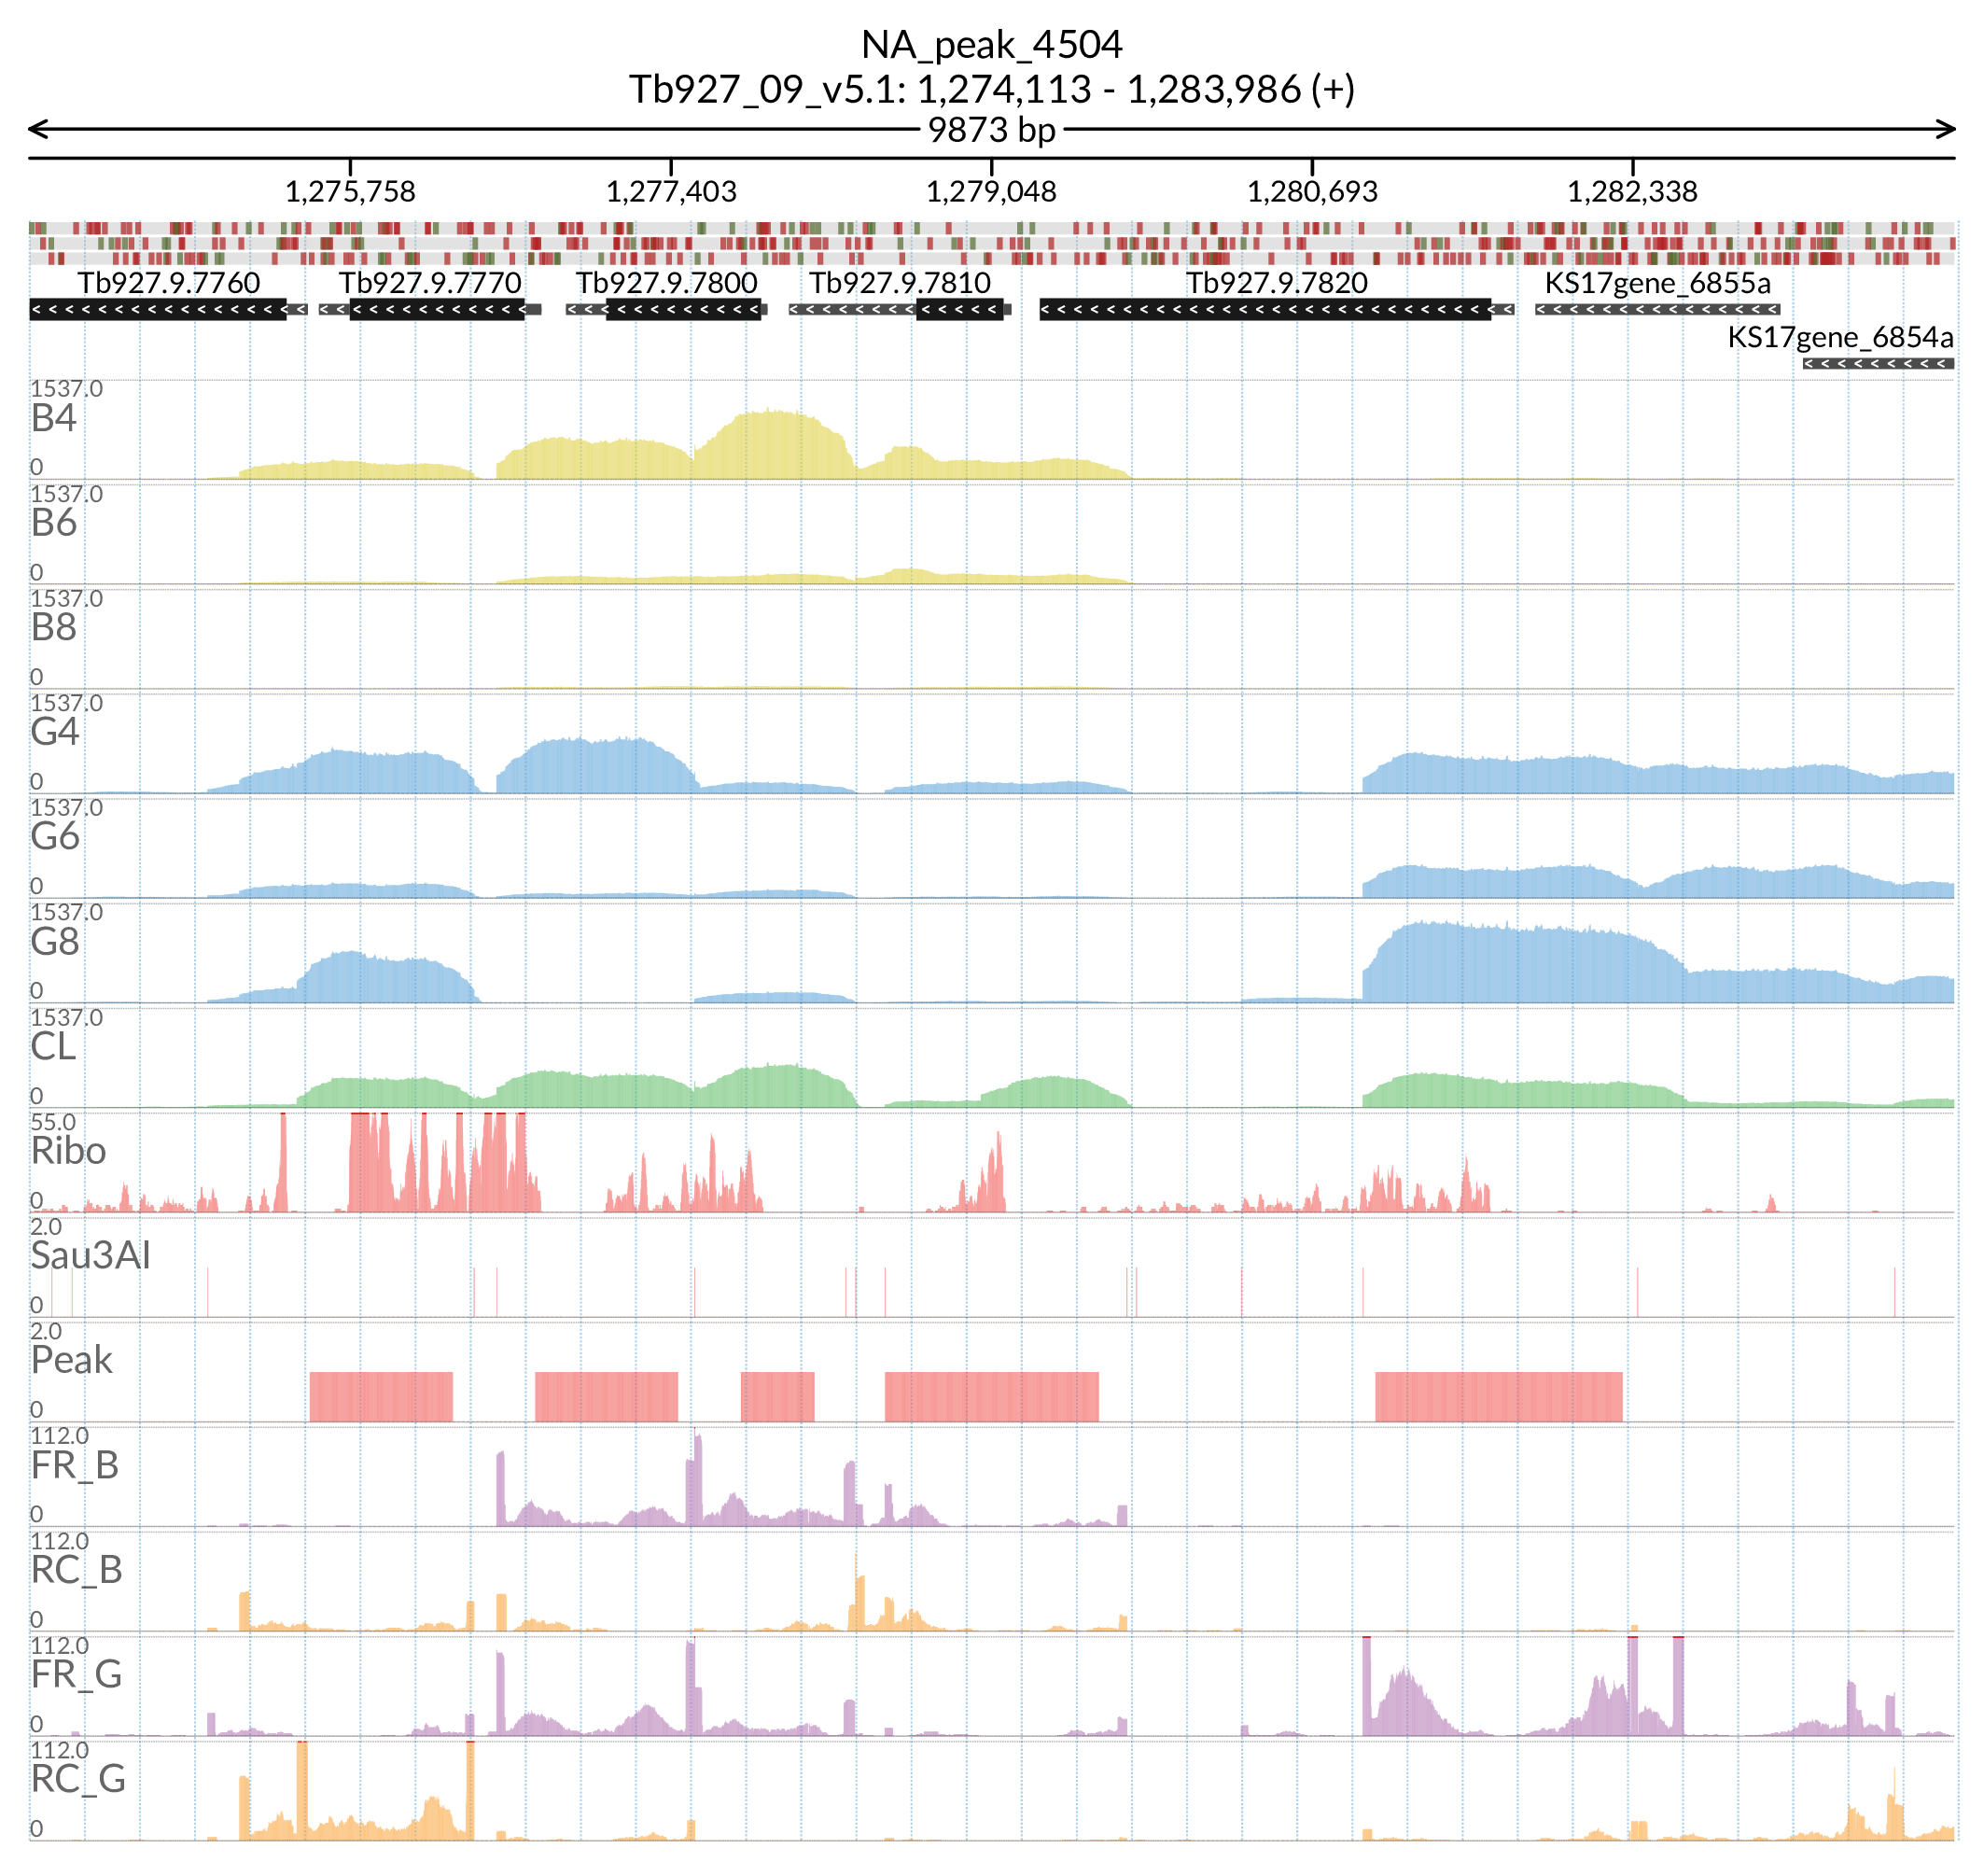 NA_peak_4504
Tb927_09_v5.1: 1,274,113 - 1,283,986 (+)
9873 bp
1,275,758 1,277,403 1,279,048 1,280,693 1,282,338
Tb927.9.7760 Tb927.9.7770 Tb927.9.7800 Tb927.9.7810 Tb927.9.7820 KS17gene_6855a
KS17gene_6854a
1537.0
B4
0
1537.0
B6
0
1537.0
B8
0
1537.0
G4
0
1537.0
G6
0
1537.0
G8
0
1537.0
CL
0
55.0
Ribo
0
2.0
Sau3AI
0
2.0
Peak
0
112.0
FR_B
0
112.0
RC_B
0
112.0
FR_G
0
112.0
RC_G
0